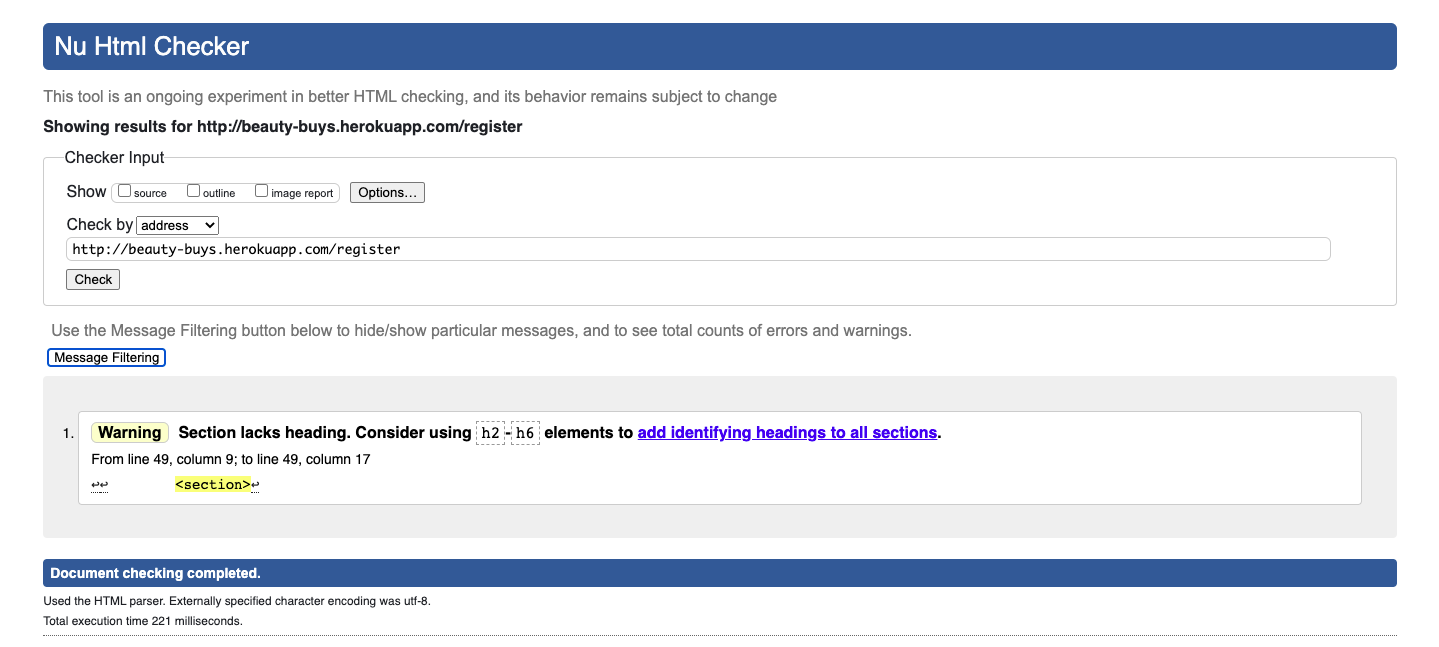 Nu Html Checker
This tool is an ongoing experiment in better HTML checking, and its behavior remains subject to change
Showing results for http://beauty-buys.herokuapp.com/register
Checker Input
Show source outline image report Options...
Check by address
http://beauty-buys.herokuapp.com/register
Check
Use the Message Filtering button below to hide/show particular messages, and to see total counts of errors and warnings.
Message Filtering
1. Warning Section lacks heading. Consider using h2-h6 elements to add identifying headings to all sections.
From line 49, column 9; to line 49, column 17
↩↩ <section>↩
Document checking completed.
Used the HTML parser. Externally specified character encoding was utf-8.
Total execution time 221 milliseconds.